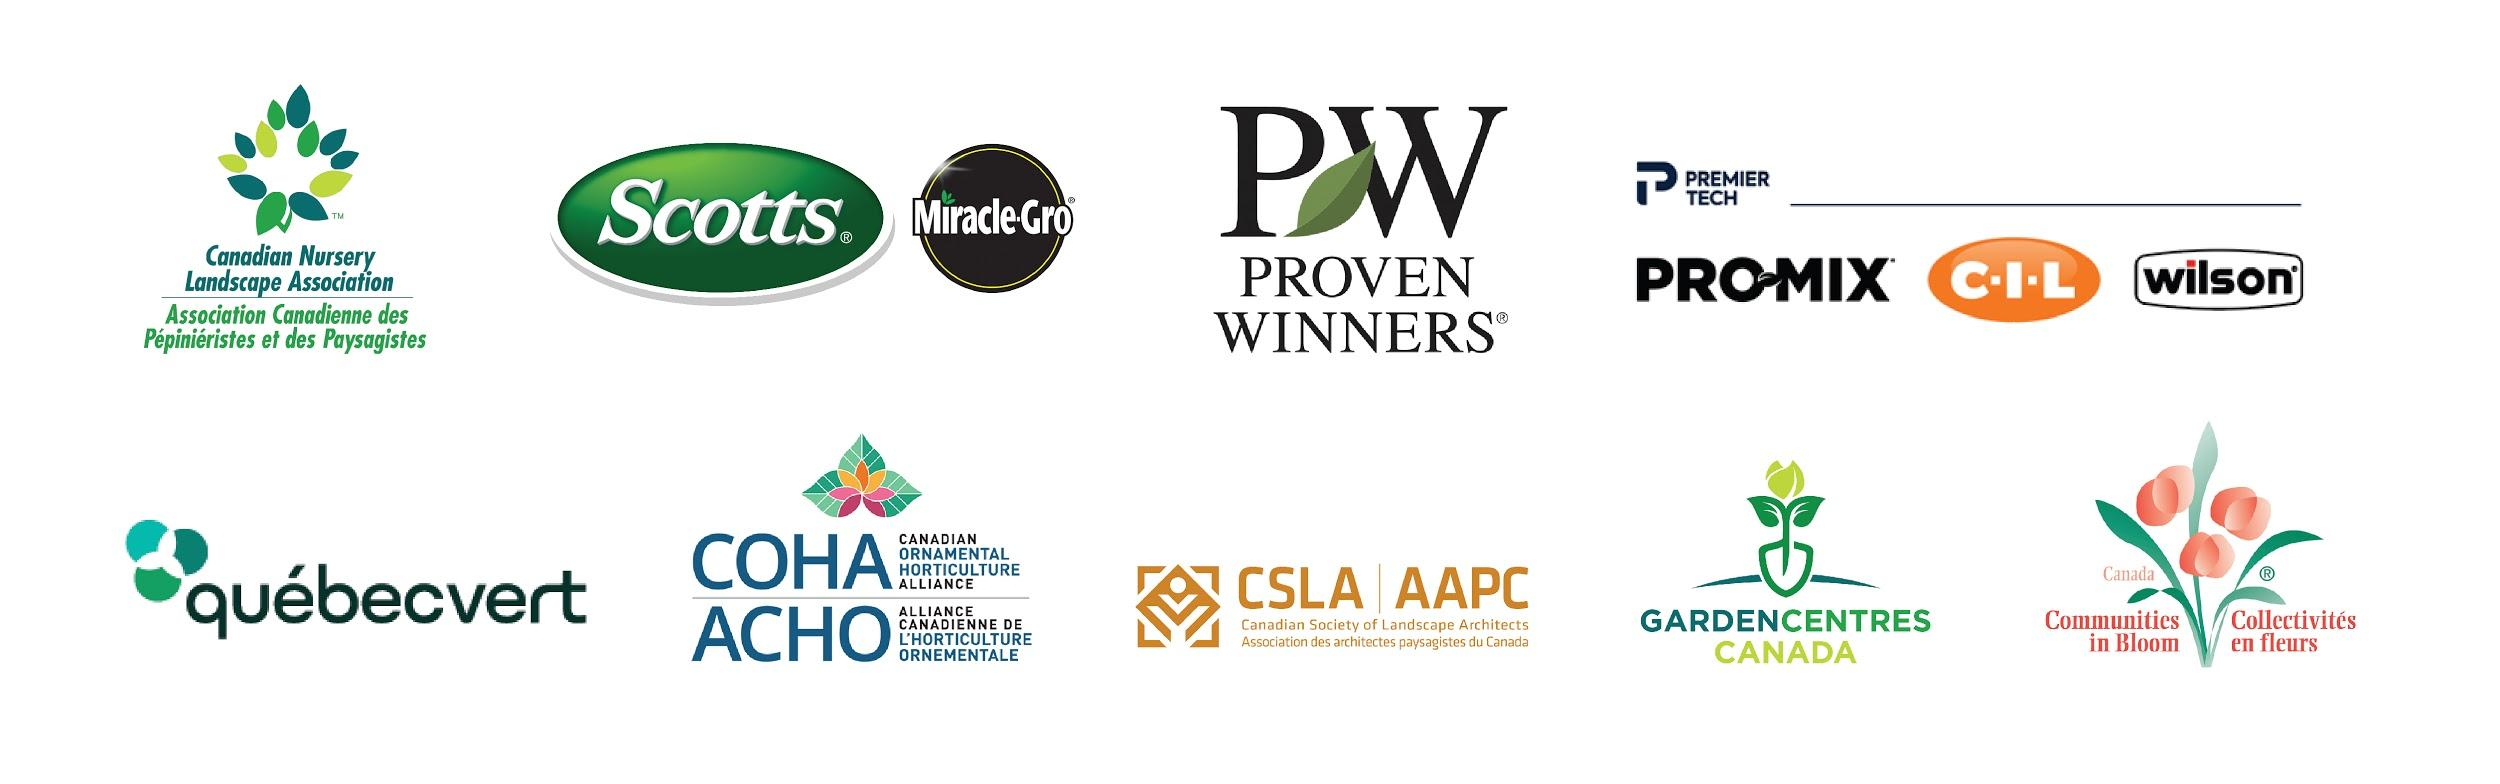 Canadian Nursery
Landscape Association
Association Canadienne des
Pépiniéristes et des Paysagistes
TM
Scotts®
Miracle-Gro®
PW
PROVEN
WINNERS®
PREMIER
TECH
PRO-MIX
C·I·L
wilson
québecvert
COHA
CANADIAN
ORNAMENTAL
HORTICULTURE
ALLIANCE
ACHO
ALLIANCE
CANADIENNE DE
L'HORTICULTURE
ORNEMENTALE
CSLA | AAPC
Canadian Society of Landscape Architects
Association des architectes paysagistes du Canada
GARDENCENTRES
CANADA
Canada
®
Communities
in Bloom
Collectivités
en fleurs